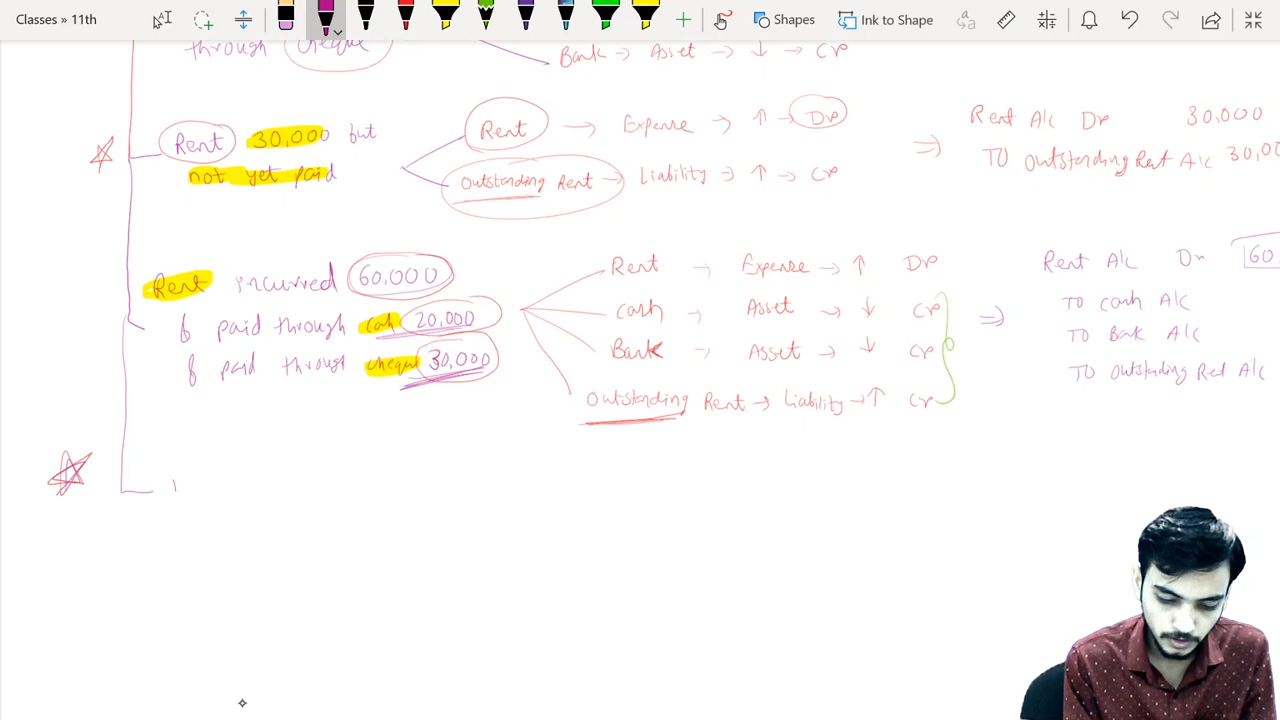 Classes » 11th
Shapes
Ink to Shape
through cheque
Bank → Asset → ↓ → Cr
Rent 30,000 but
not yet paid
Rent → Expense → ↑ → Dr
Outstanding Rent → Liability → ↑ → Cr
⇒
Rent A/c Dr 30,000
TO Outstanding Rent A/c 30,00
Rent incurred 60,000
& paid through cash 20,000
& paid through cheque 30,000
Rent → Expense → ↑ Dr
Cash → Asset → ↓ Cr
Bank → Asset → ↓ Cr
Outstanding Rent → Liability → ↑ Cr
⇒
Rent A/c Dr 60
TO Cash A/c
TO Bank A/c
TO Outstanding Rent A/c